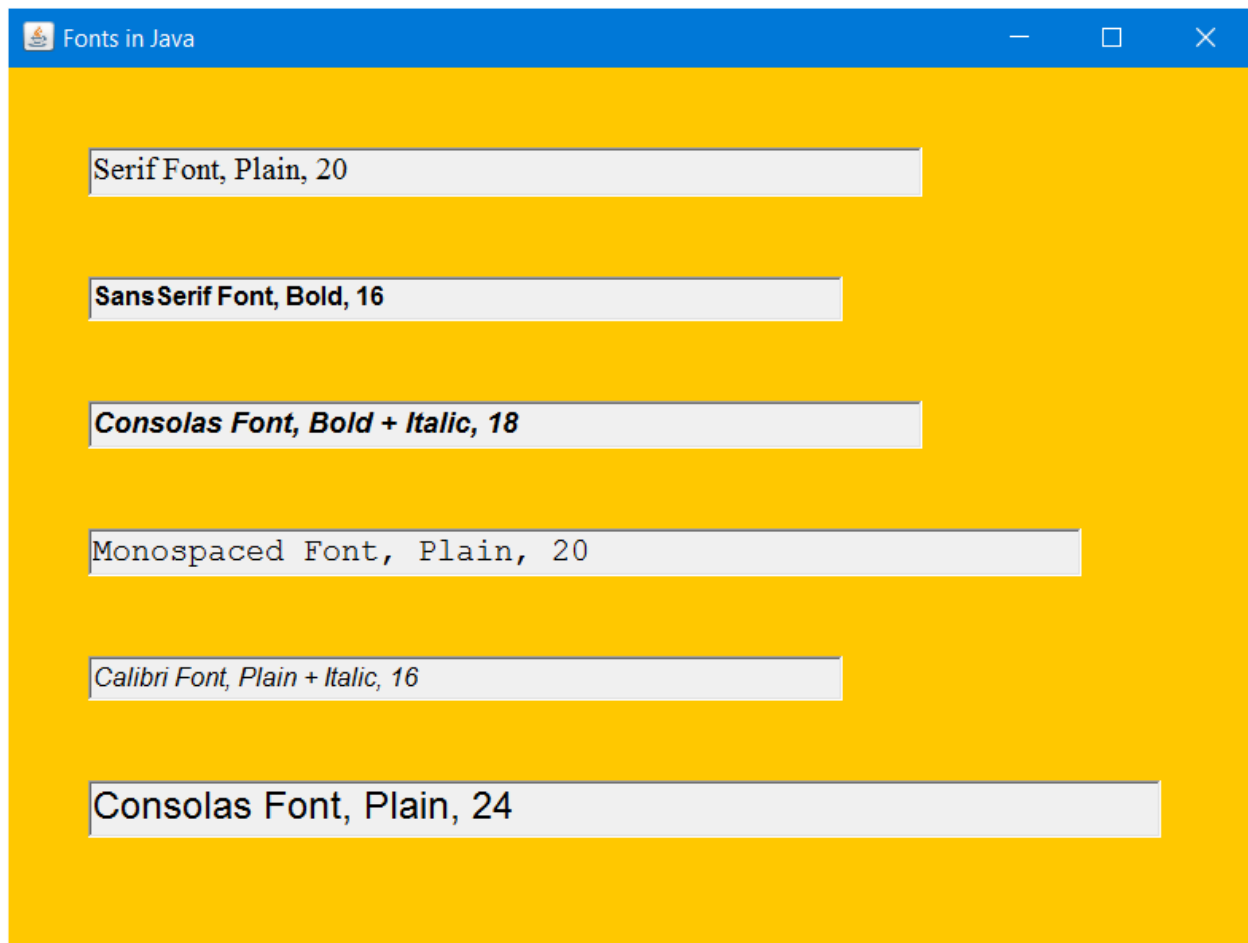 Fonts in Java
Serif Font, Plain, 20
SansSerif Font, Bold, 16
Consolas Font, Bold + Italic, 18
Monospaced Font, Plain, 20
Calibri Font, Plain + Italic, 16
Consolas Font, Plain, 24